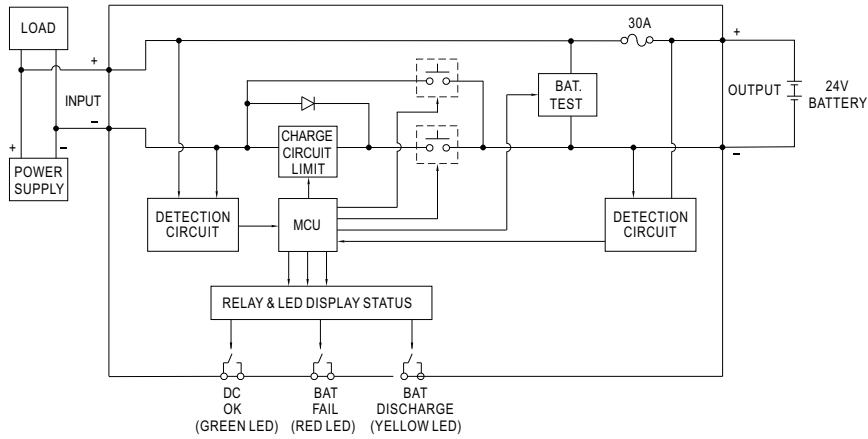 LOAD
30A
+
+
+
INPUT
BAT.
TEST
OUTPUT
24V
BATTERY
−
+
−
CHARGE
CIRCUIT
LIMIT
−
POWER
SUPPLY
DETECTION
CIRCUIT
MCU
DETECTION
CIRCUIT
RELAY & LED DISPLAY STATUS
DC
OK
(GREEN LED)
BAT
FAIL
(RED LED)
BAT
DISCHARGE
(YELLOW LED)